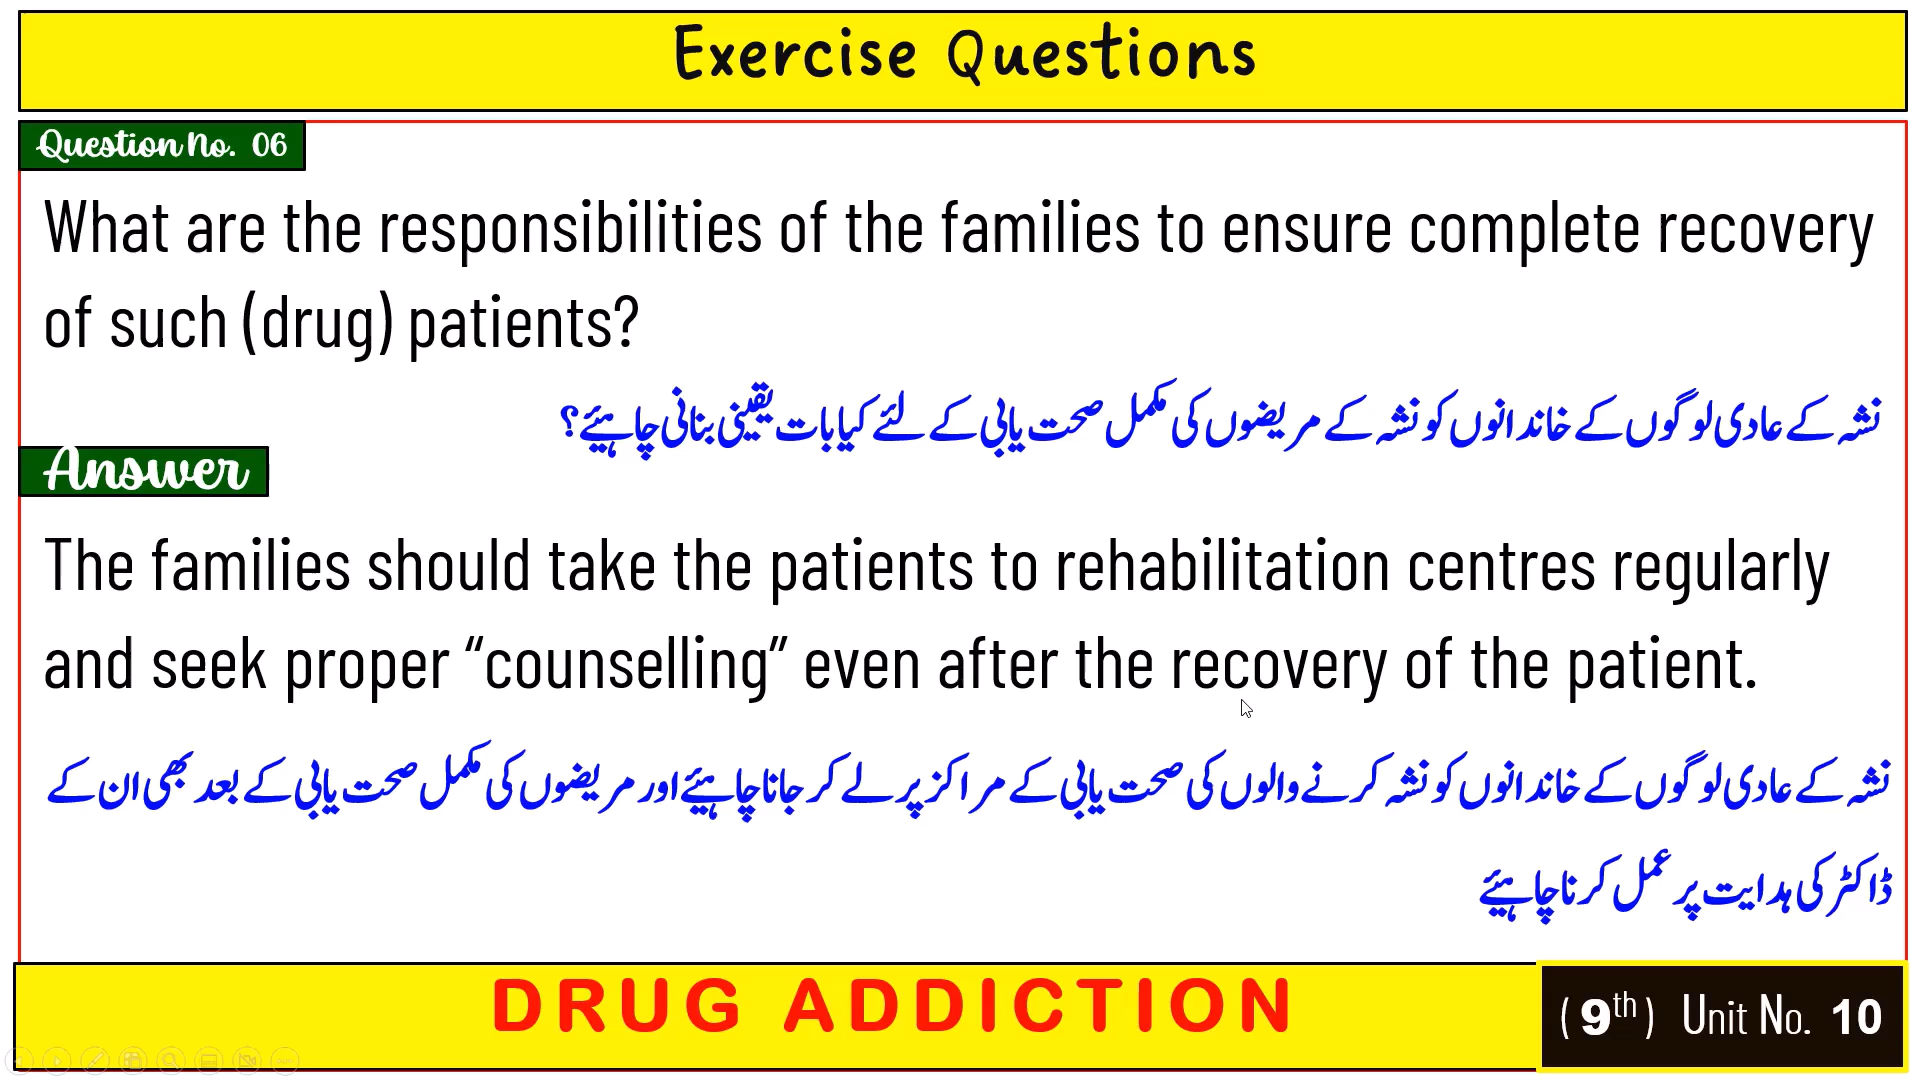 Exercise Questions
Question No. 06
What are the responsibilities of the families to ensure complete recovery
of such (drug) patients?
نشہ کے عادی لوگوں کے خاندانوں کو نشہ کے مریضوں کی مکمل صحت یابی کے لئے کیا بات یقینی بنانی چاہیئے؟
Answer
The families should take the patients to rehabilitation centres regularly
and seek proper “counselling” even after the recovery of the patient.
نشہ کے عادی لوگوں کے خاندانوں کو نشہ کرنے والوں کی صحت یابی کے مراکز پر لے کر جانا چاہیئے اور مریضوں کی مکمل صحت یابی کے بعد بھی ان کے
ڈاکٹر کی ہدایت پر عمل کرنا چاہیئے
DRUG ADDICTION
(9th) Unit No. 10